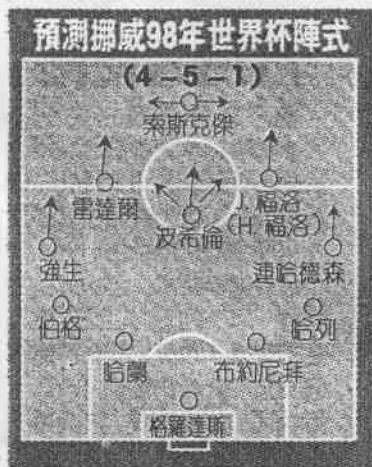 預測挪威98年世界杯陣式
(4-5-1)
索斯克傑
雷達爾
J. 福洛
(H. 福洛)
皮希倫
強生
連哈德森
伯格
哈列
哈蘭
布約尼拜
格羅達斯